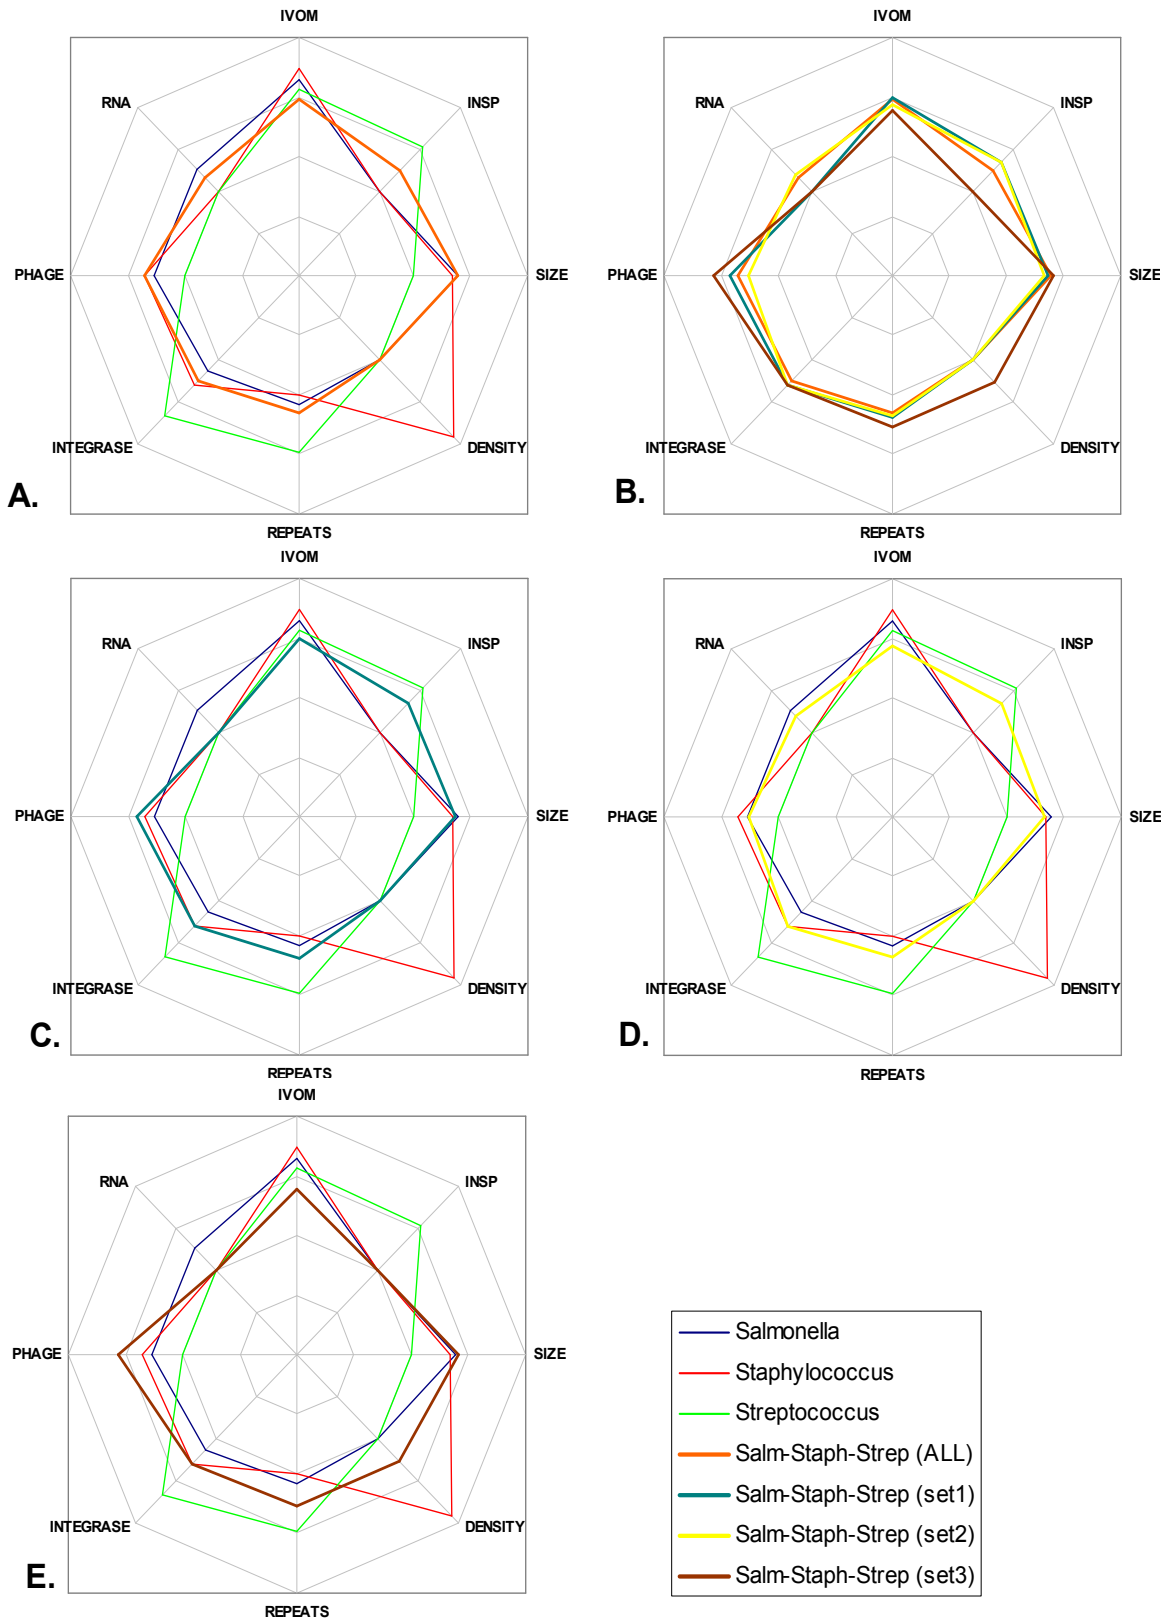 IVOM
IVOM
RNA
INSP
RNA
INSP
PHAGE
SIZE
PHAGE
SIZE
INTEGRASE
DENSITY
INTEGRASE
DENSITY
A.
B.
REPEATS
REPEATS
IVOM
IVOM
RNA
INSP
RNA
INSP
PHAGE
SIZE
PHAGE
SIZE
INTEGRASE
DENSITY
INTEGRASE
DENSITY
C.
D.
REPEATS
REPEATS
IVOM
RNA
INSP
PHAGE
SIZE
INTEGRASE
DENSITY
E.
REPEATS
Salmonella
Staphylococcus
Streptococcus
Salm-Staph-Strep (ALL)
Salm-Staph-Strep (set1)
Salm-Staph-Strep (set2)
Salm-Staph-Strep (set3)